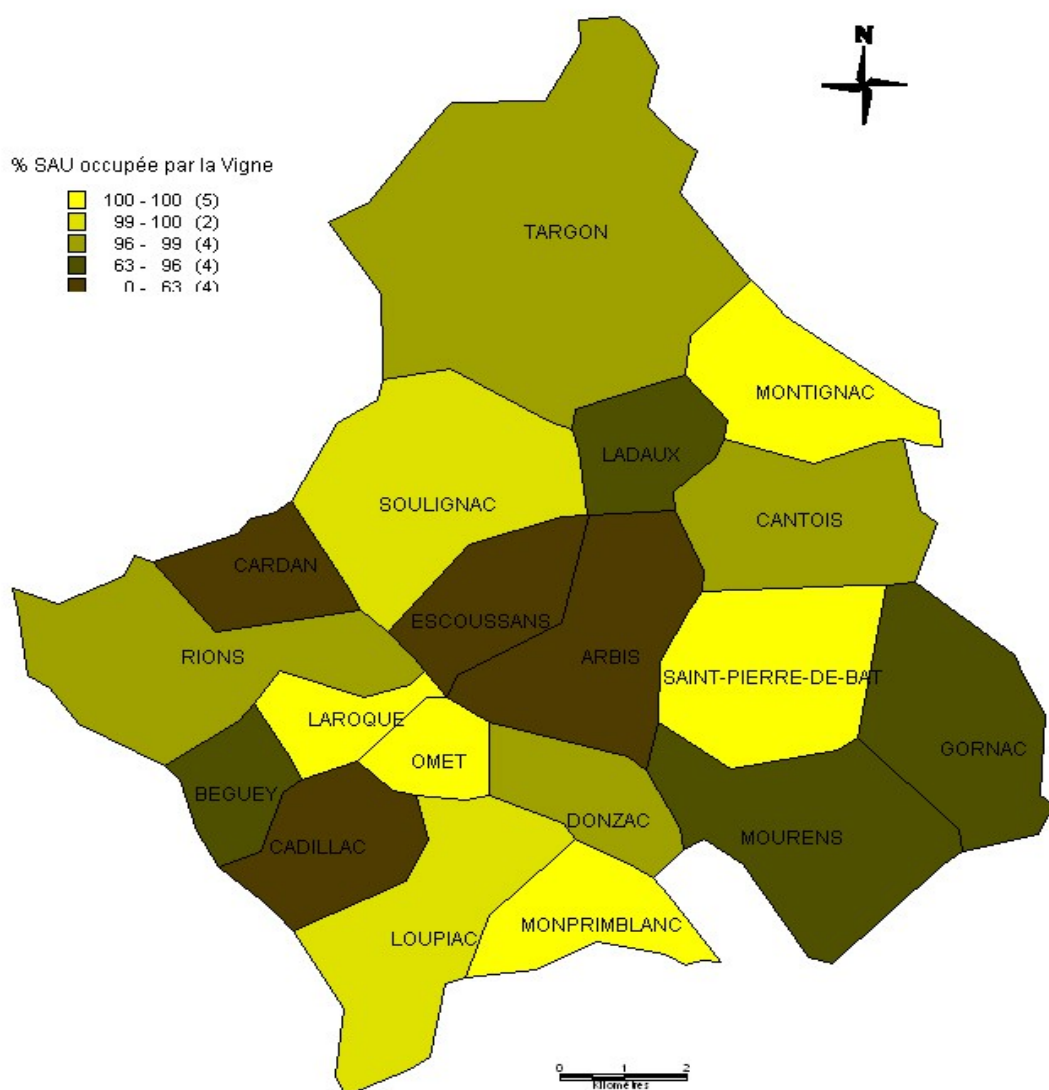 N
% SAU occupée par la Vigne
100 - 100 (5)
99 - 100 (2)
96 - 99 (4)
63 - 96 (4)
0 - 63 (4)
TARGON
MONTIGNAC
LADAUX
SOULIGNAC
CANTOIS
CARDAN
ESCOUSSANS
RIONS
ARBIS
SAINT-PIERRE-DE-BAT
LAROQUE
GORNAC
OMET
BEGUEY
DONZAC
MOURENS
CADILLAC
MONPRIMBLANC
LOUPIAC
0 1 2
Kilomètres